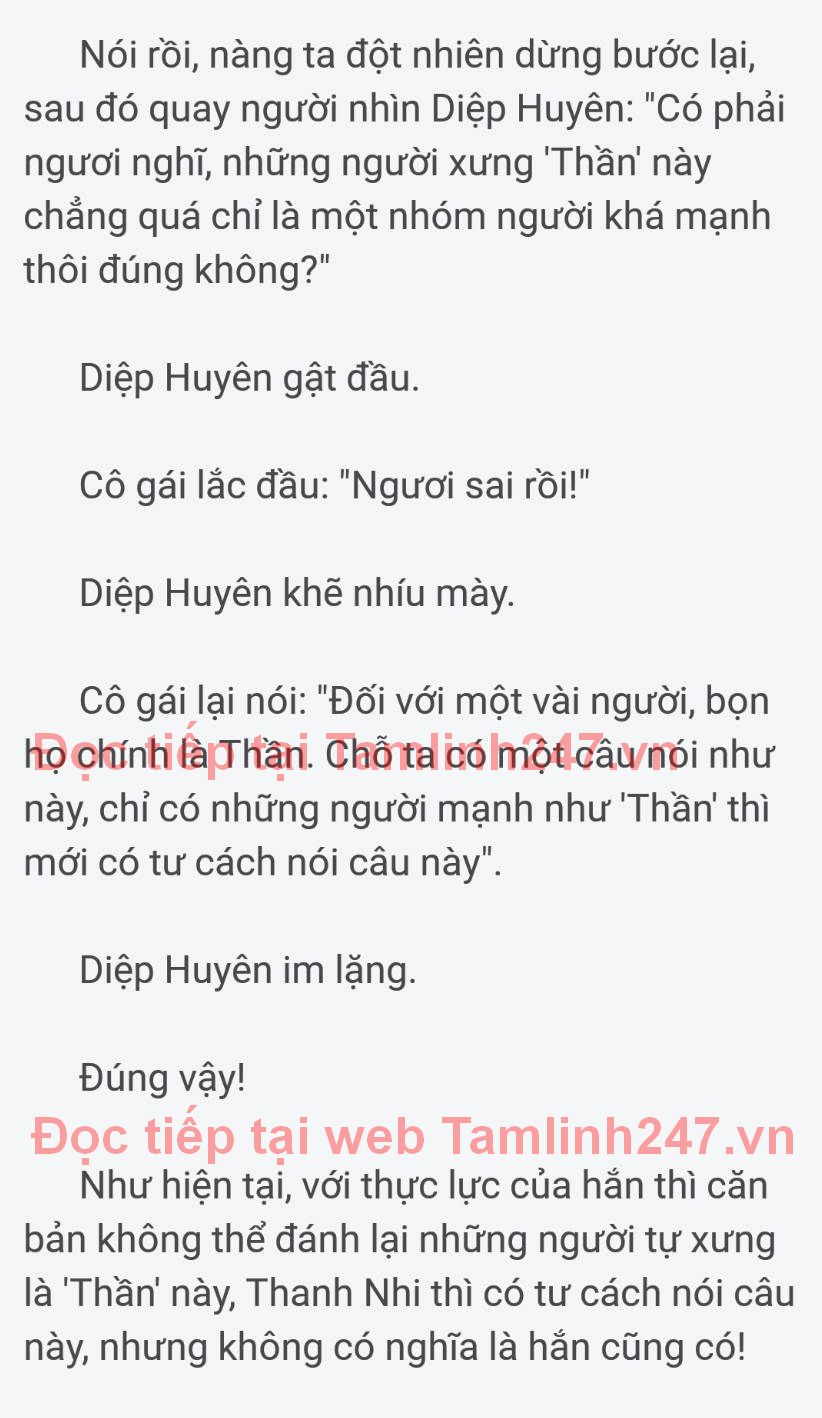 Nói rồi, nàng ta đột nhiên dừng bước lại,
sau đó quay người nhìn Diệp Huyên: "Có phải
ngươi nghĩ, những người xưng 'Thần' này
chẳng quá chỉ là một nhóm người khá mạnh
thôi đúng không?"
Diệp Huyên gật đầu.
Cô gái lắc đầu: "Ngươi sai rồi!"
Diệp Huyên khẽ nhíu mày.
Cô gái lại nói: "Đối với một vài người, bọn
họ chính là Thần. Chỗ ta có một câu nói như
Đọc tiếp tại Tamlinh247.vn
này, chỉ có những người mạnh như 'Thần' thì
mới có tư cách nói câu này".
Diệp Huyên im lặng.
Đúng vậy!
Đọc tiếp tại web Tamlinh247.vn
Như hiện tại, với thực lực của hắn thì căn
bản không thể đánh lại những người tự xưng
là 'Thần' này, Thanh Nhi thì có tư cách nói câu
này, nhưng không có nghĩa là hắn cũng có!